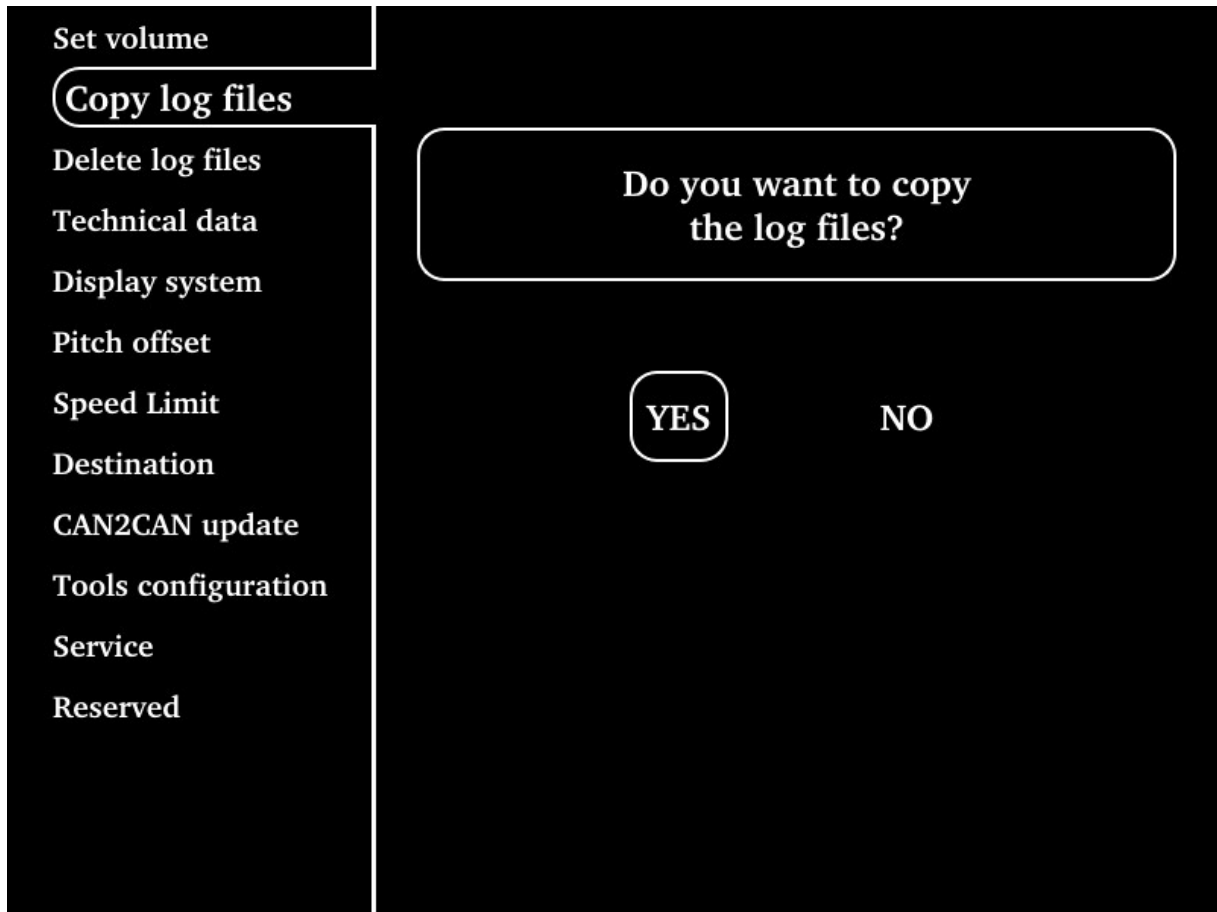 Set volume
Copy log files
Delete log files
Technical data
Display system
Pitch offset
Speed Limit
Destination
CAN2CAN update
Tools configuration
Service
Reserved
Do you want to copy
the log files?
YES NO